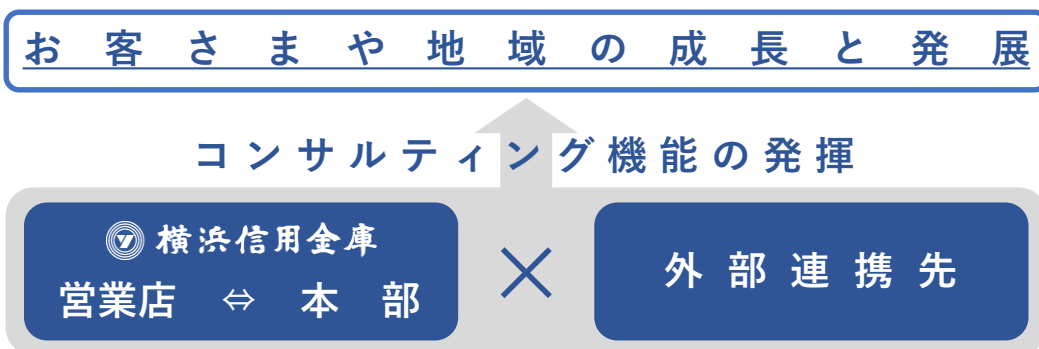 お客さまや地域の成長と発展
コンサルティング機能の発揮
横浜信用金庫
営業店 ⇔ 本部
×
外部連携先